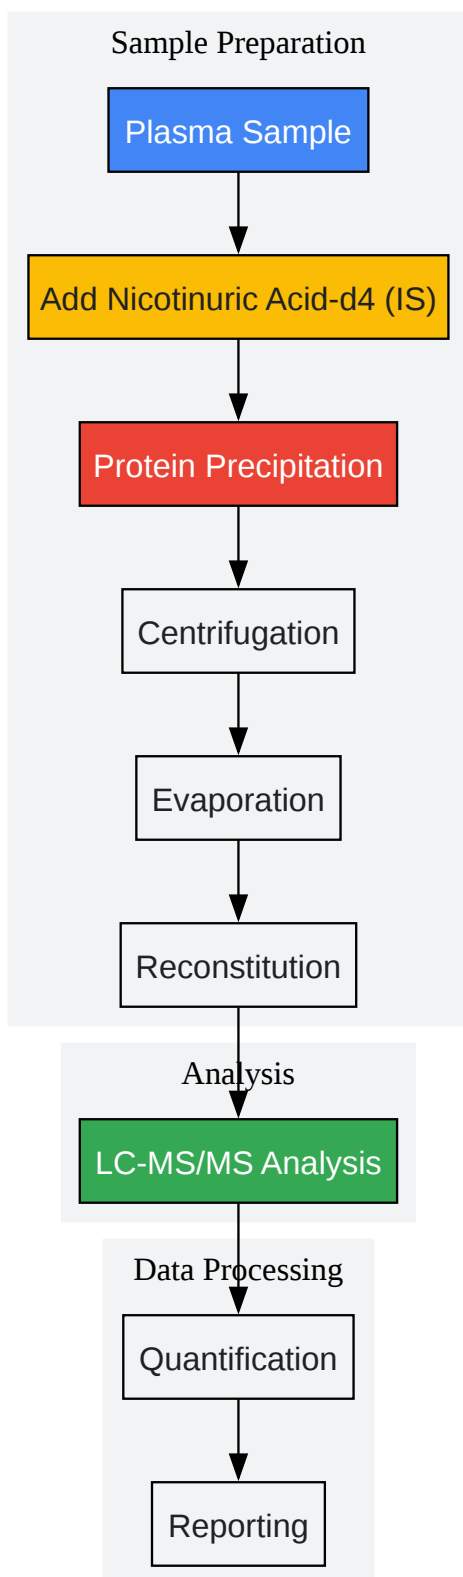 Sample Preparation
Plasma Sample
Add Nicotinuric Acid-d4 (IS)
Protein Precipitation
Centrifugation
Evaporation
Reconstitution
Analysis
LC-MS/MS Analysis
Data Processing
Quantification
Reporting